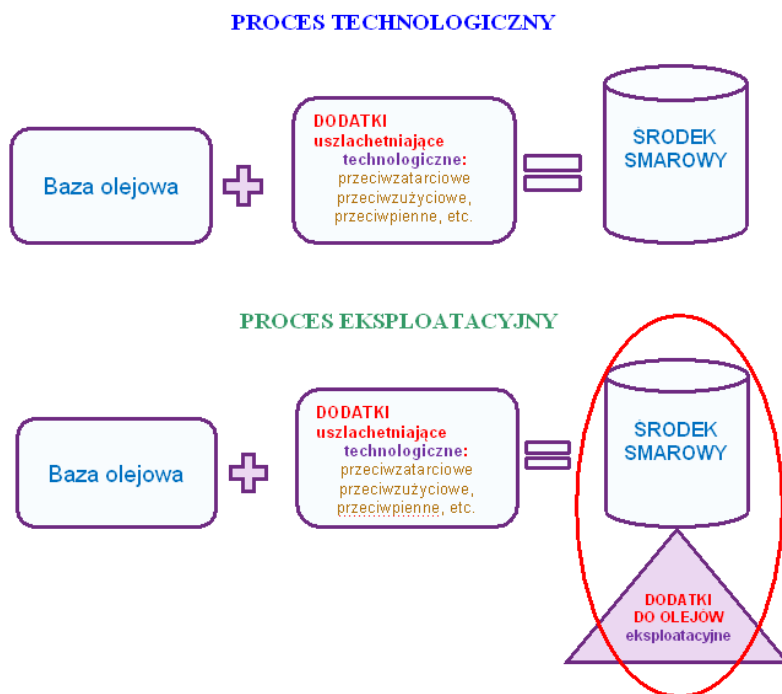 PROCES TECHNOLOGICZNY
Baza olejowa
DODATKI
uszlachetniające
technologiczne:
przeciwzatarciowe
przeciwzużyciowe,
przeciwpienne, etc.
ŚRODEK
SMAROWY
PROCES EKSPLOATACYJNY
Baza olejowa
DODATKI
uszlachetniające
technologiczne:
przeciwzatarciowe
przeciwzużyciowe,
przeciwpienne, etc.
ŚRODEK
SMAROWY
DODATKI
DO OLEJÓW
eksploatacyjne